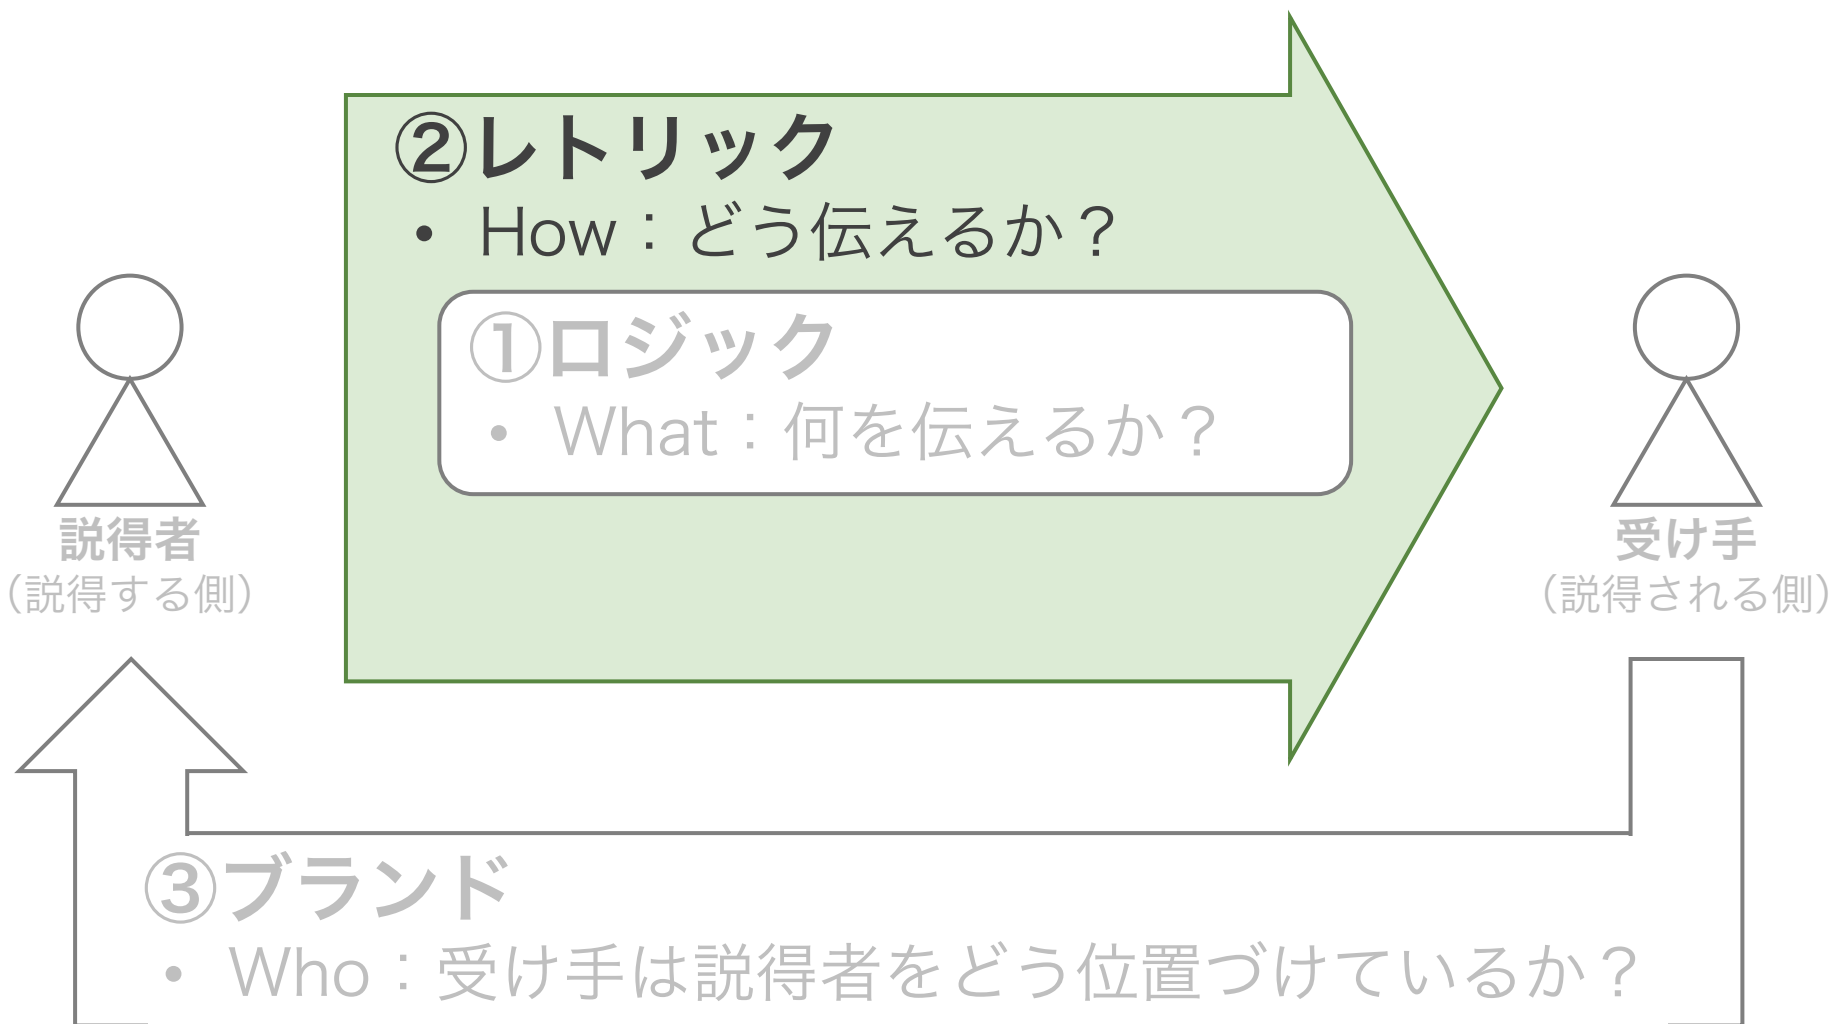 ②レトリック
• How：どう伝えるか？
①ロジック
• What：何を伝えるか？
説得者
（説得する側）
受け手
（説得される側）
③ブランド
• Who：受け手は説得者をどう位置づけているか？